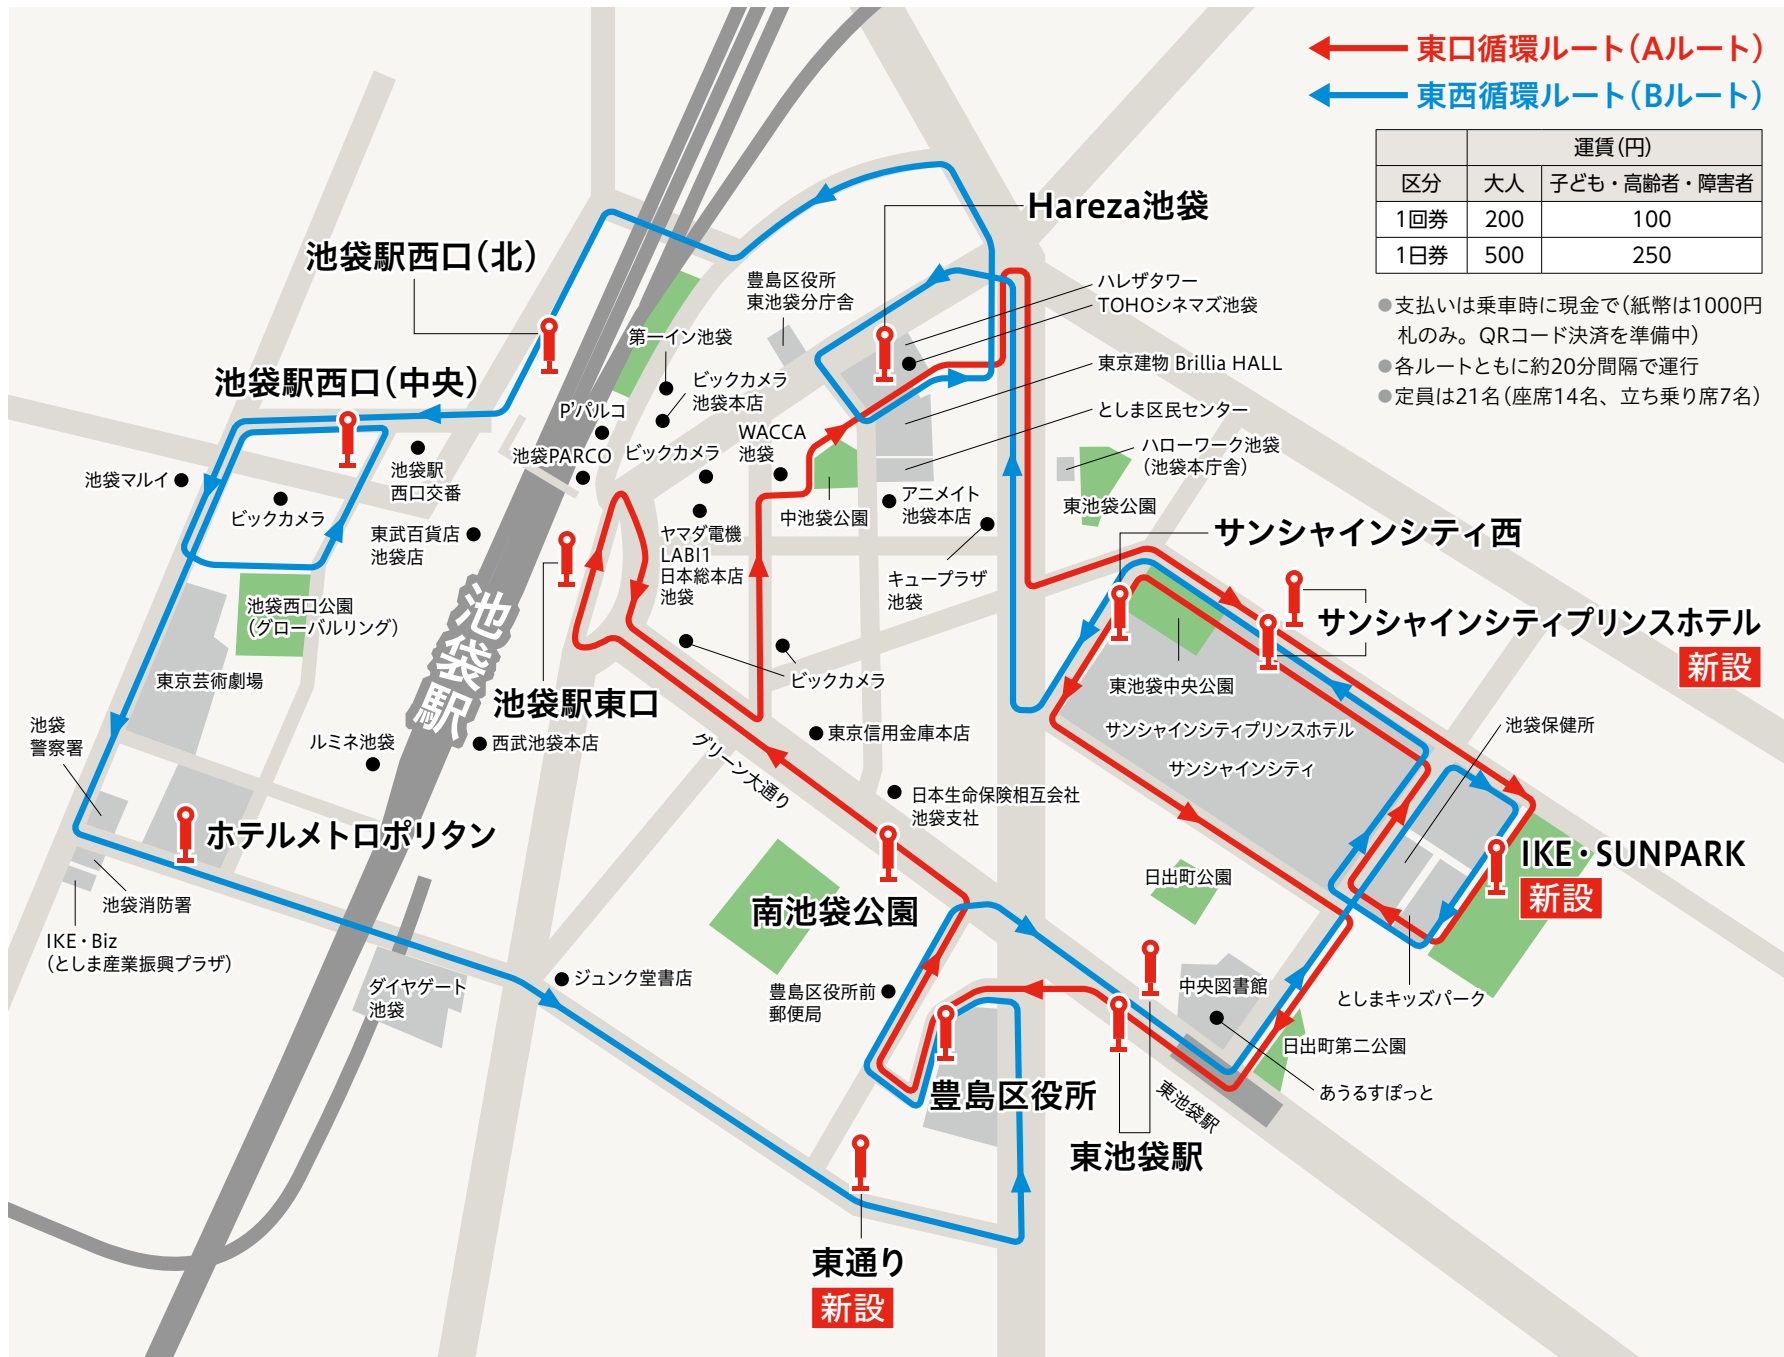 東口循環ルート（Aルート）
東西循環ルート（Bルート）
運賃（円）
区分 大人 子ども・高齢者・障害者
1回券 200 100
1日券 500 250
●支払いは乗車時に現金で（紙幣は1000円
札のみ。QRコード決済を準備中）
●各ルートともに約20分間隔で運行
●定員は21名（座席14名、立ち乗り席7名）
Hareza池袋
池袋駅西口（北）
豊島区役所
東池袋分庁舎
ハレザタワー
TOHOシネマズ池袋
第一イン池袋
東京建物 Brillia HALL
池袋駅西口（中央）
ビックカメラ
池袋本店
P'パルコ
としま区民センター
WACCA
池袋
池袋PARCO
ビックカメラ
ハローワーク池袋
（池袋本庁舎）
池袋マルイ
池袋駅
西口交番
ビックカメラ
東武百貨店
池袋店
中池袋公園
アニメイト
池袋本店
東池袋公園
ヤマダ電機
LABI1
日本総本店
池袋
サンシャインシティ西
キュープラザ
池袋
池袋西口公園
（グローバルリング）
池袋駅
サンシャインシティプリンスホテル
新設
東京芸術劇場
ビックカメラ
東池袋中央公園
池袋駅東口
池袋
警察署
ルミネ池袋
西武池袋本店
東京信用金庫本店
サンシャインシティプリンスホテル
サンシャインシティ
池袋保健所
グリーン大通り
日本生命保険相互会社
池袋支社
ホテルメトロポリタン
IKE・SUNPARK
新設
日出町公園
池袋消防署
南池袋公園
IKE・Biz
（としま産業振興プラザ）
ダイヤゲート
池袋
ジュンク堂書店
豊島区役所前
郵便局
中央図書館
としまキッズパーク
日出町第二公園
あうるすぽっと
豊島区役所
東池袋駅
東池袋駅
東通り
新設